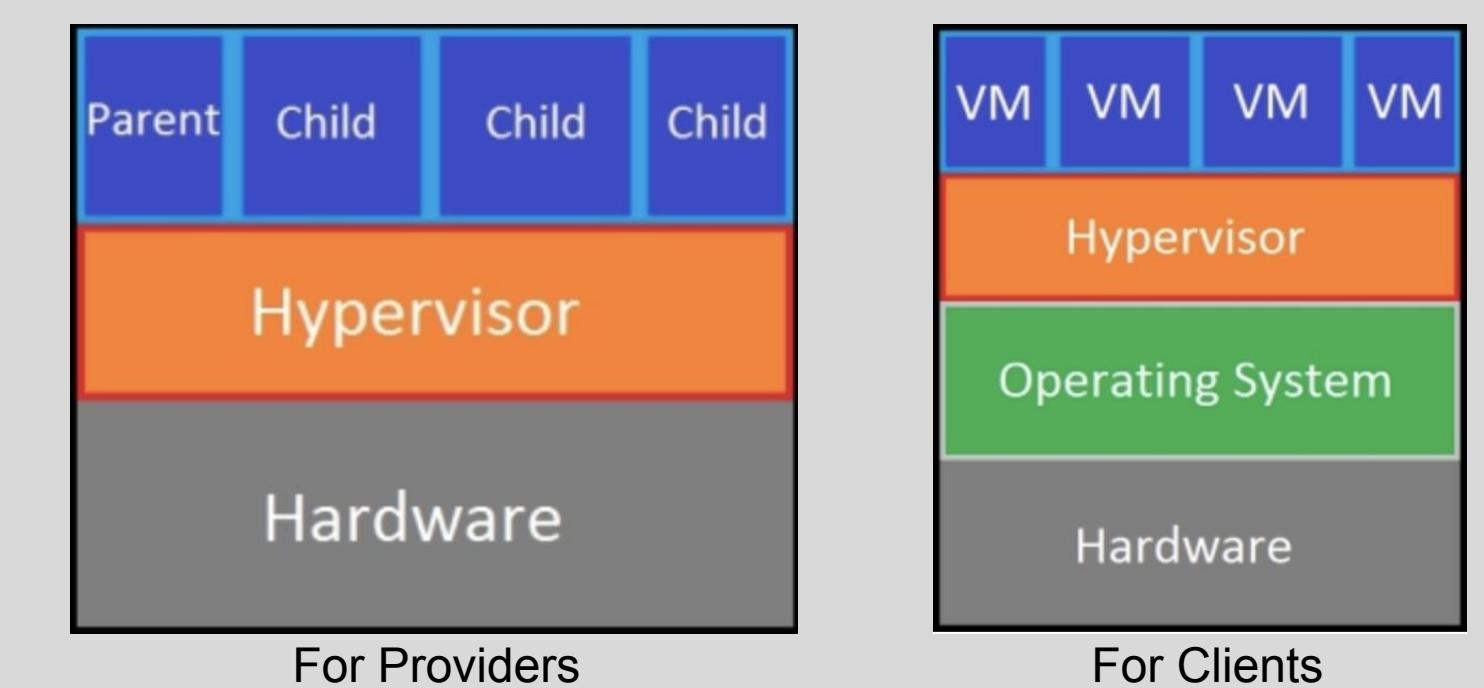 Parent Child Child Child
Hypervisor
Hardware
For Providers
VM VM VM VM
Hypervisor
Operating System
Hardware
For Clients